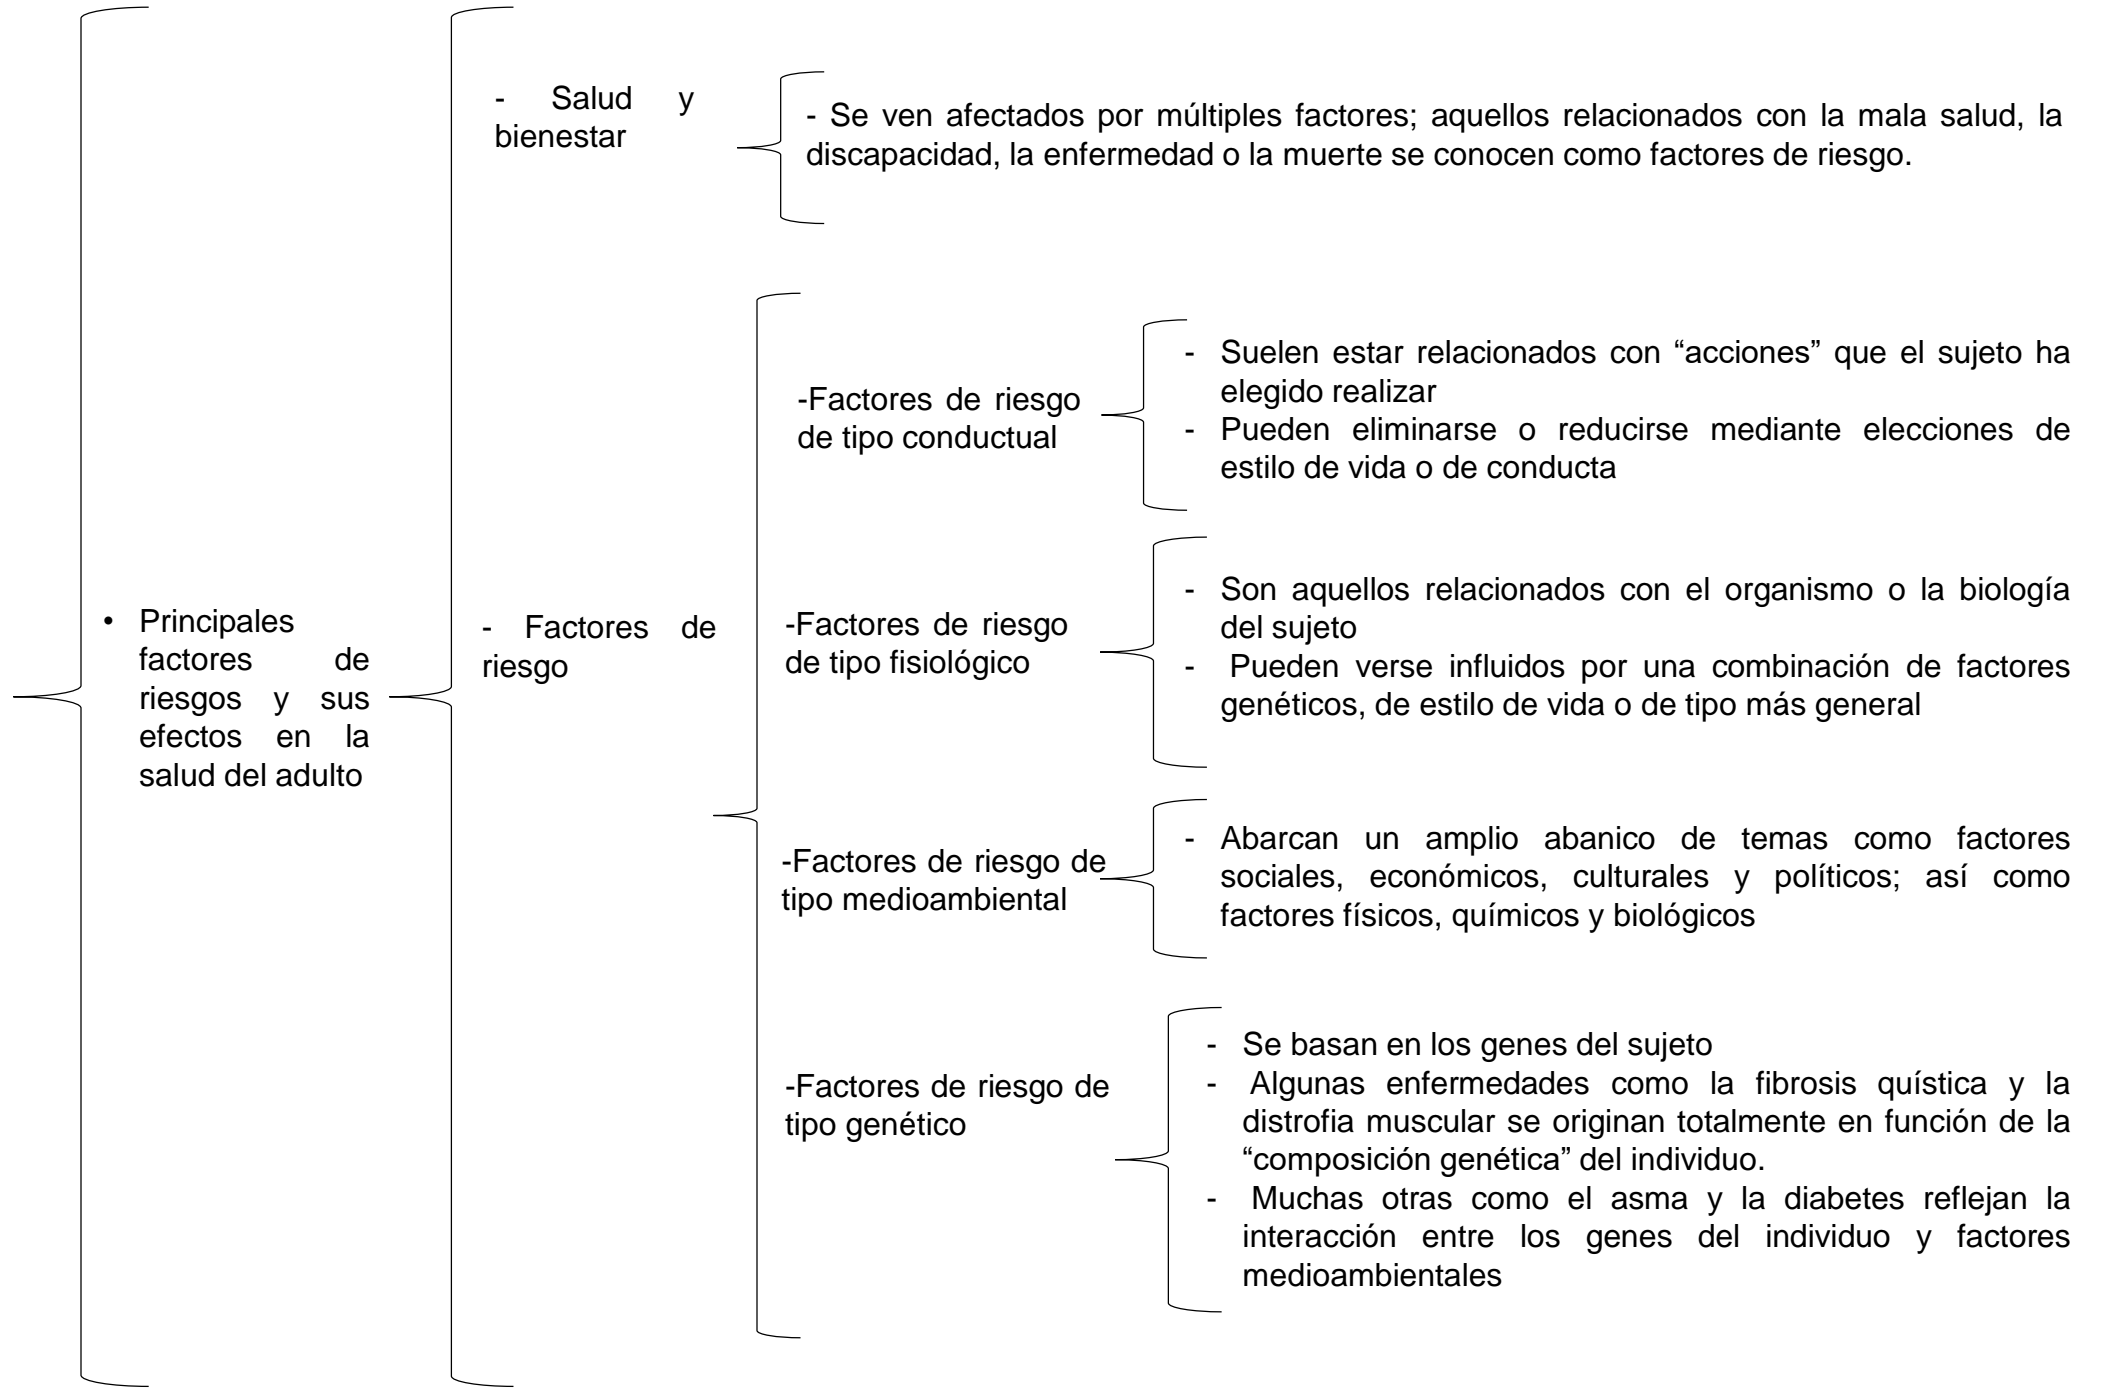 - Salud y
bienestar
- Se ven afectados por múltiples factores; aquellos relacionados con la mala salud, la
discapacidad, la enfermedad o la muerte se conocen como factores de riesgo.
• Principales
factores de
riesgos y sus
efectos en la
salud del adulto
- Factores de
riesgo
-Factores de riesgo
de tipo conductual
- Suelen estar relacionados con “acciones” que el sujeto ha
elegido realizar
- Pueden eliminarse o reducirse mediante elecciones de
estilo de vida o de conducta
-Factores de riesgo
de tipo fisiológico
- Son aquellos relacionados con el organismo o la biología
del sujeto
- Pueden verse influidos por una combinación de factores
genéticos, de estilo de vida o de tipo más general
-Factores de riesgo de
tipo medioambiental
- Abarcan un amplio abanico de temas como factores
sociales, económicos, culturales y políticos; así como
factores físicos, químicos y biológicos
-Factores de riesgo de
tipo genético
- Se basan en los genes del sujeto
- Algunas enfermedades como la fibrosis quística y la
distrofia muscular se originan totalmente en función de la
“composición genética” del individuo.
- Muchas otras como el asma y la diabetes reflejan la
interacción entre los genes del individuo y factores
medioambientales